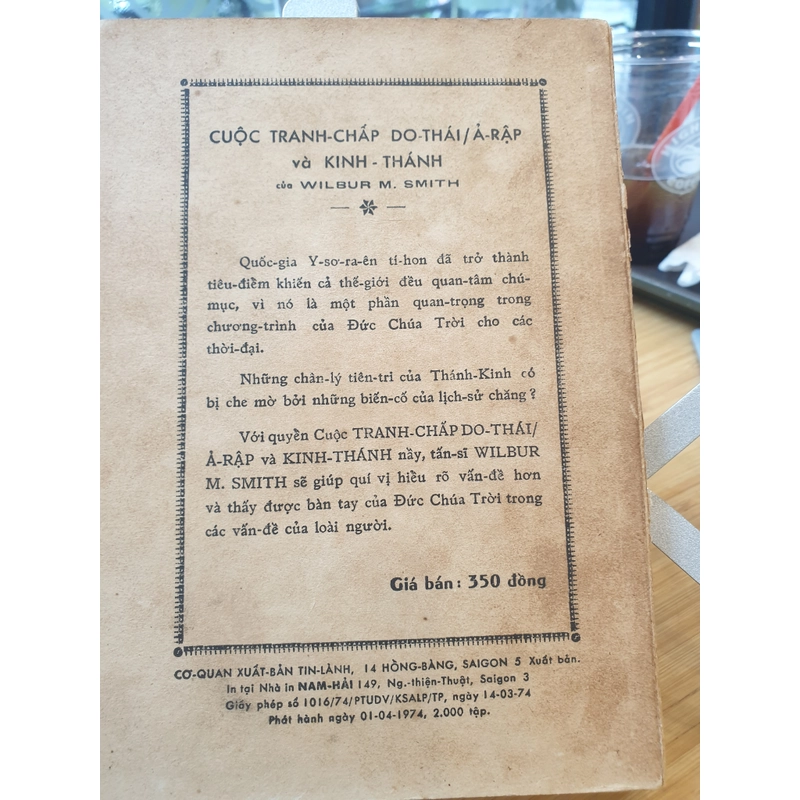 CUỘC TRANH-CHẤP DO-THÁI/Ả-RẬP
và KINH - THÁNH
của WILBUR M. SMITH
Quốc-gia Y-sơ-ra-ên tí-hon đã trở thành
tiêu-điểm khiến cả thế-giới đều quan-tâm chú-
mục, vì nó là một phần quan-trọng trong
chương-trình của Đức Chúa Trời cho các
thời-đại.
Những chân-lý tiên-tri của Thánh-Kinh có
bị che mờ bởi những biến-cố của lịch-sử chăng ?
Với quyển Cuộc TRANH-CHẤP DO-THÁI/
Ả-RẬP và KINH-THÁNH nầy, tấn-sĩ WILBUR
M. SMITH sẽ giúp quí vị hiểu rõ vấn-đề hơn
và thấy được bàn tay của Đức Chúa Trời trong
các vấn-đề của loài người.
Giá bán : 350 đồng
CƠ-QUAN XUẤT-BẢN TIN-LÀNH, 14 HỒNG-BÀNG, SAIGON 5 Xuất bản.
In tại Nhà in NAM-HẢI 149, Ng.-thiện-Thuật, Saigon 3
Giấy phép số 1016/74/PTUDV/KSALP/TP, ngày 14-03-74
Phát hành ngày 01-04-1974, 2.000 tập.